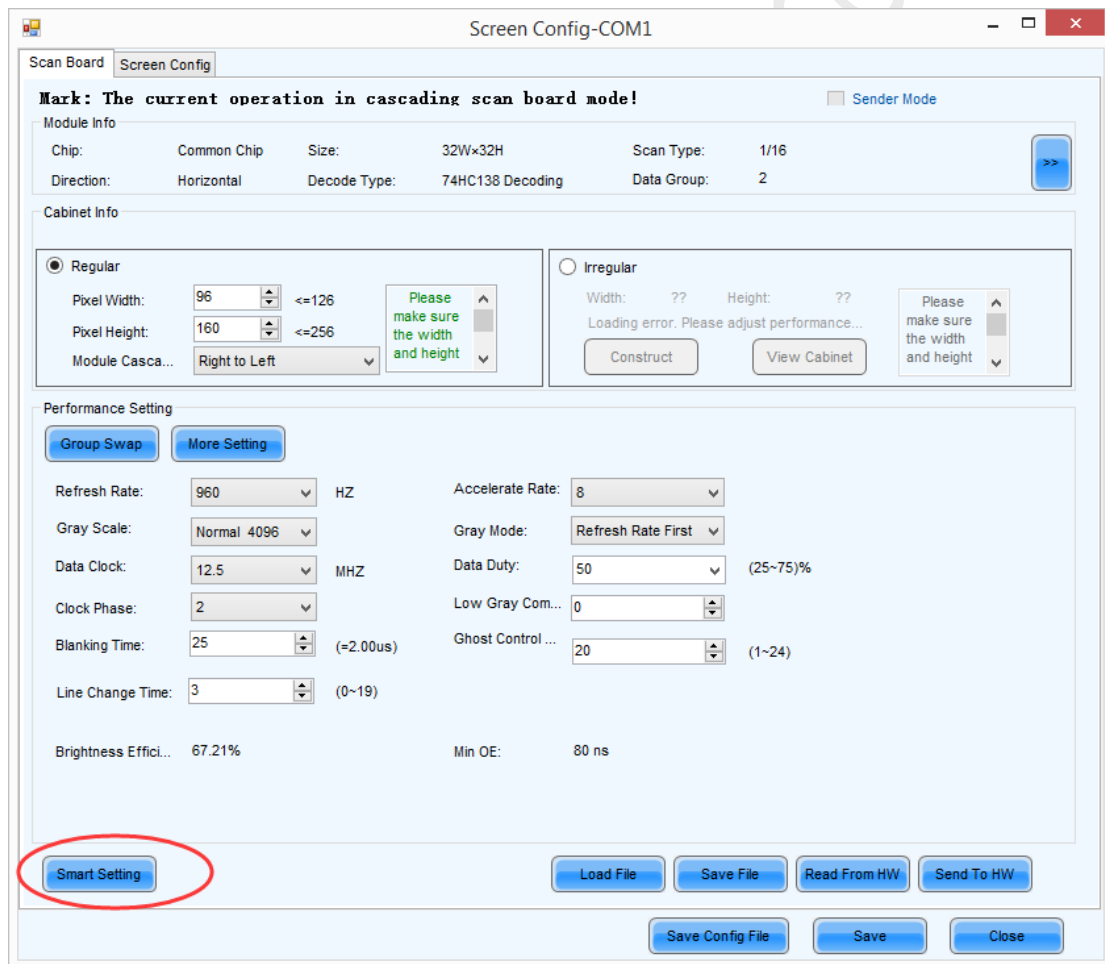 Screen Config-COM1
Scan Board Screen Config
Mark: The current operation in cascading scan board mode! Sender Mode
Module Info
Chip: Common Chip Size: 32W×32H Scan Type: 1/16
>>
Direction: Horizontal Decode Type: 74HC138 Decoding Data Group: 2
Cabinet Info
Regular
Pixel Width: 96 <=126
Pixel Height: 160 <=256
Module Casca... Right to Left
Please
make sure
the width
and height
Irregular
Width: ?? Height: ??
Loading error. Please adjust performance...
Construct View Cabinet
Please
make sure
the width
and height
Performance Setting
Group Swap More Setting
Refresh Rate: 960 HZ Accelerate Rate: 8
Gray Scale: Normal 4096 Gray Mode: Refresh Rate First
Data Clock: 12.5 MHZ Data Duty: 50 (25~75)%
Clock Phase: 2 Low Gray Com... 0
Blanking Time: 25 (=2.00us) Ghost Control ... 20 (1~24)
Line Change Time: 3 (0~19)
Brightness Effici... 67.21% Min OE: 80 ns
Smart Setting Load File Save File Read From HW Send To HW
Save Config File Save Close